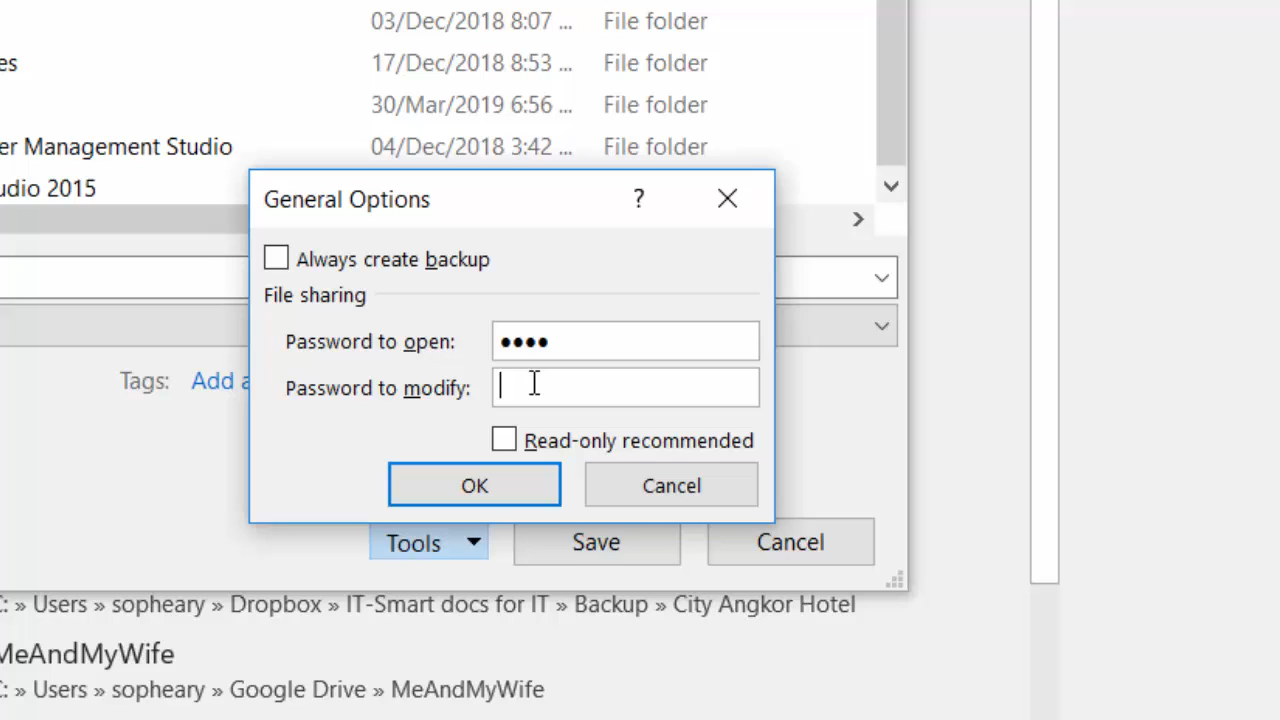 03/Dec/2018 8:07 ... File folder
es 17/Dec/2018 8:53 ... File folder
30/Mar/2019 6:56 ... File folder
er Management Studio 04/Dec/2018 3:42 ... File folder
udio 2015
General Options ?
Always create backup
File sharing
Password to open: ●●●●
Password to modify:
Read-only recommended
OK Cancel
Tags: Add a
Tools Save Cancel
C: » Users » sopheary » Dropbox » IT-Smart docs for IT » Backup » City Angkor Hotel
MeAndMyWife
C: » Users » sopheary » Google Drive » MeAndMyWife